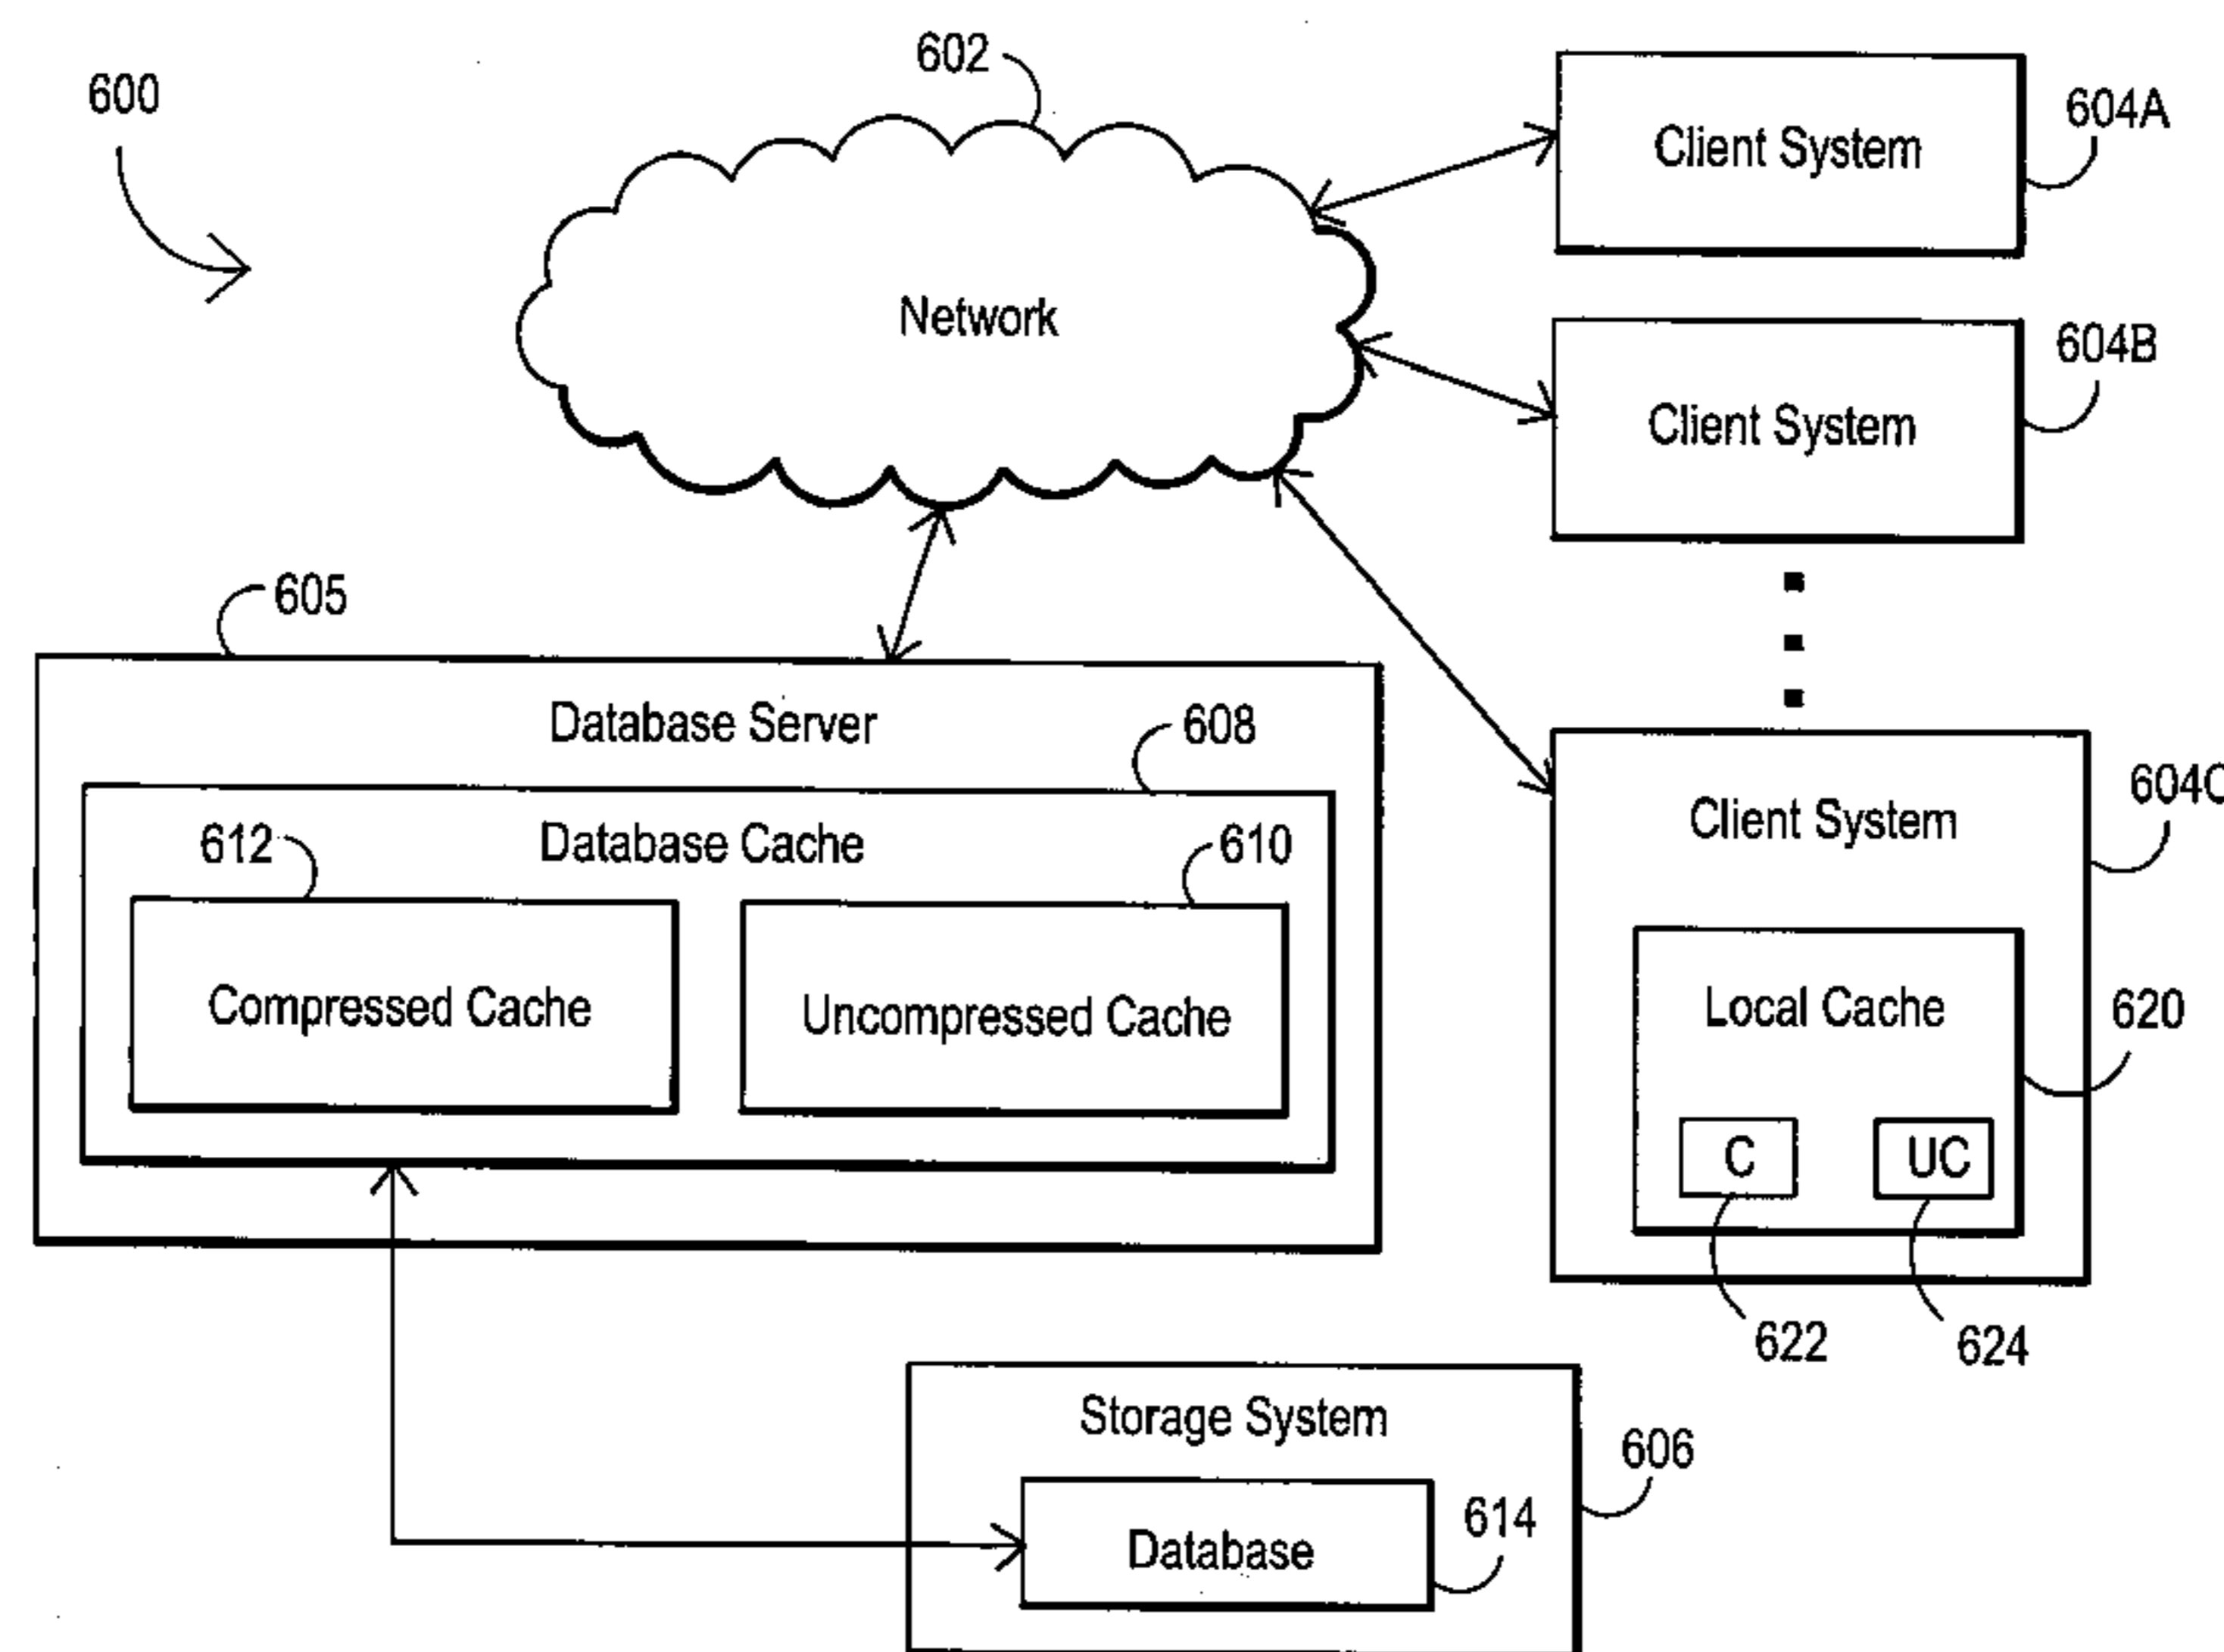 600
602
Network
Client System
604A
Client System
604B
605
Database Server
608
Database Cache
612
610
Compressed Cache
Uncompressed Cache
Client System
604C
Local Cache
620
C
UC
622
624
Storage System
606
Database
614